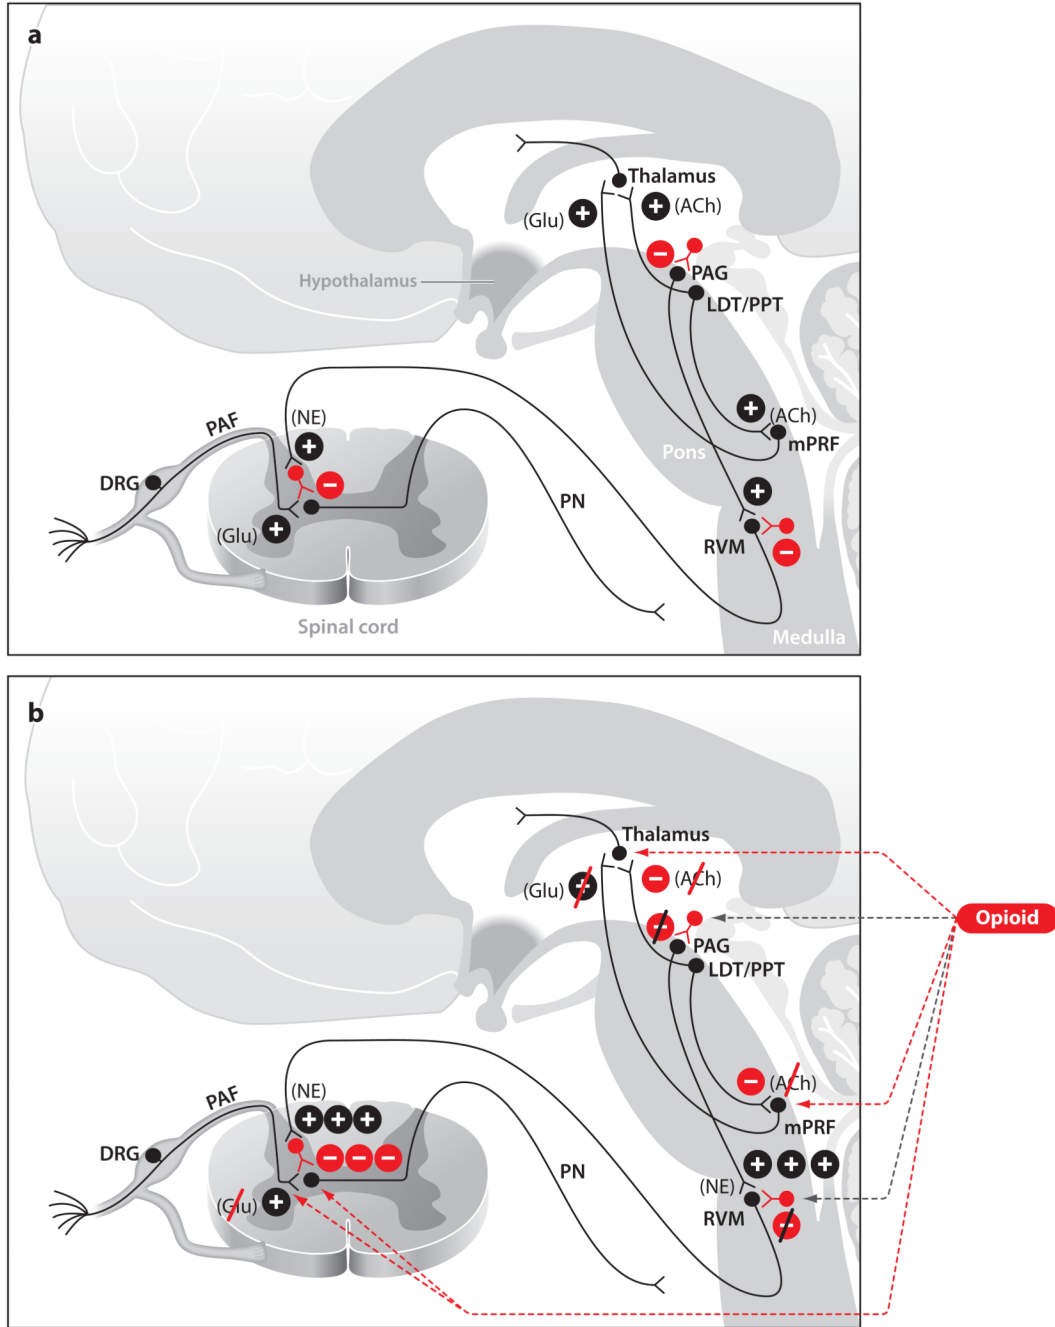 a
Thalamus
(Glu) + + (ACh)
−
Hypothalamus
PAG
LDT/PPT
PAF
(NE)
+
+
(ACh)
mPRF
Pons
DRG
−
PN
+
(Glu) +
RVM
−
Spinal cord
Medulla
b
Thalamus
(Glu) + − (ACh)
−
Opioid
PAG
LDT/PPT
PAF
(NE)
− (ACh)
+ + +
mPRF
DRG
− − −
PN
+ + +
(Glu) +
(NE)
RVM
−